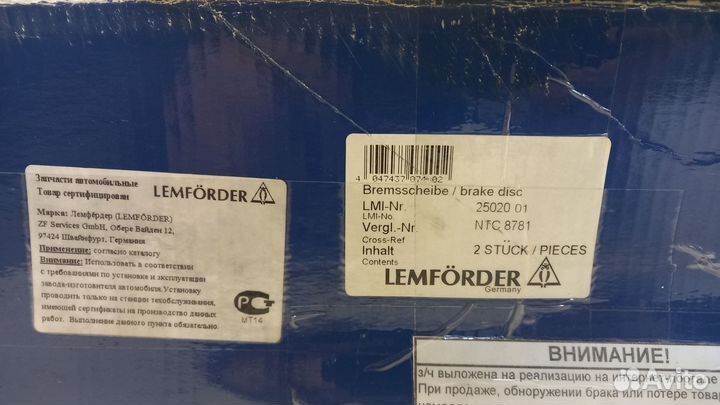 Запчасти автомобильные
Товар сертифицирован
LEMFÖRDER
Марка: Лемфёрдер (LEMFÖRDER)
ZF Services GmbH, Обере Вайден 12,
97424 Швайнфурт, Германия
Применение: согласно каталогу
Внимание: Использовать в соответствии
с требованиями по установке и эксплуатации
завода-изготовителя автомобиля. Установку
проводить только на станции техобслуживания,
имеющей сертификаты на производство данных
работ. Выполнение данного пункта обязательно.
МТ14
Bremsscheibe / brake disc
LMI-Nr. 25020 01
LMI-No.
Vergl.-Nr. NTC 8781
Cross-Ref
Inhalt 2 STÜCK / PIECES
Contents
LEMFÖRDER
Germany
ВНИМАНИЕ!
з/ч выложена на реализацию на
При продаже, обнаружении брака или потере
Avito